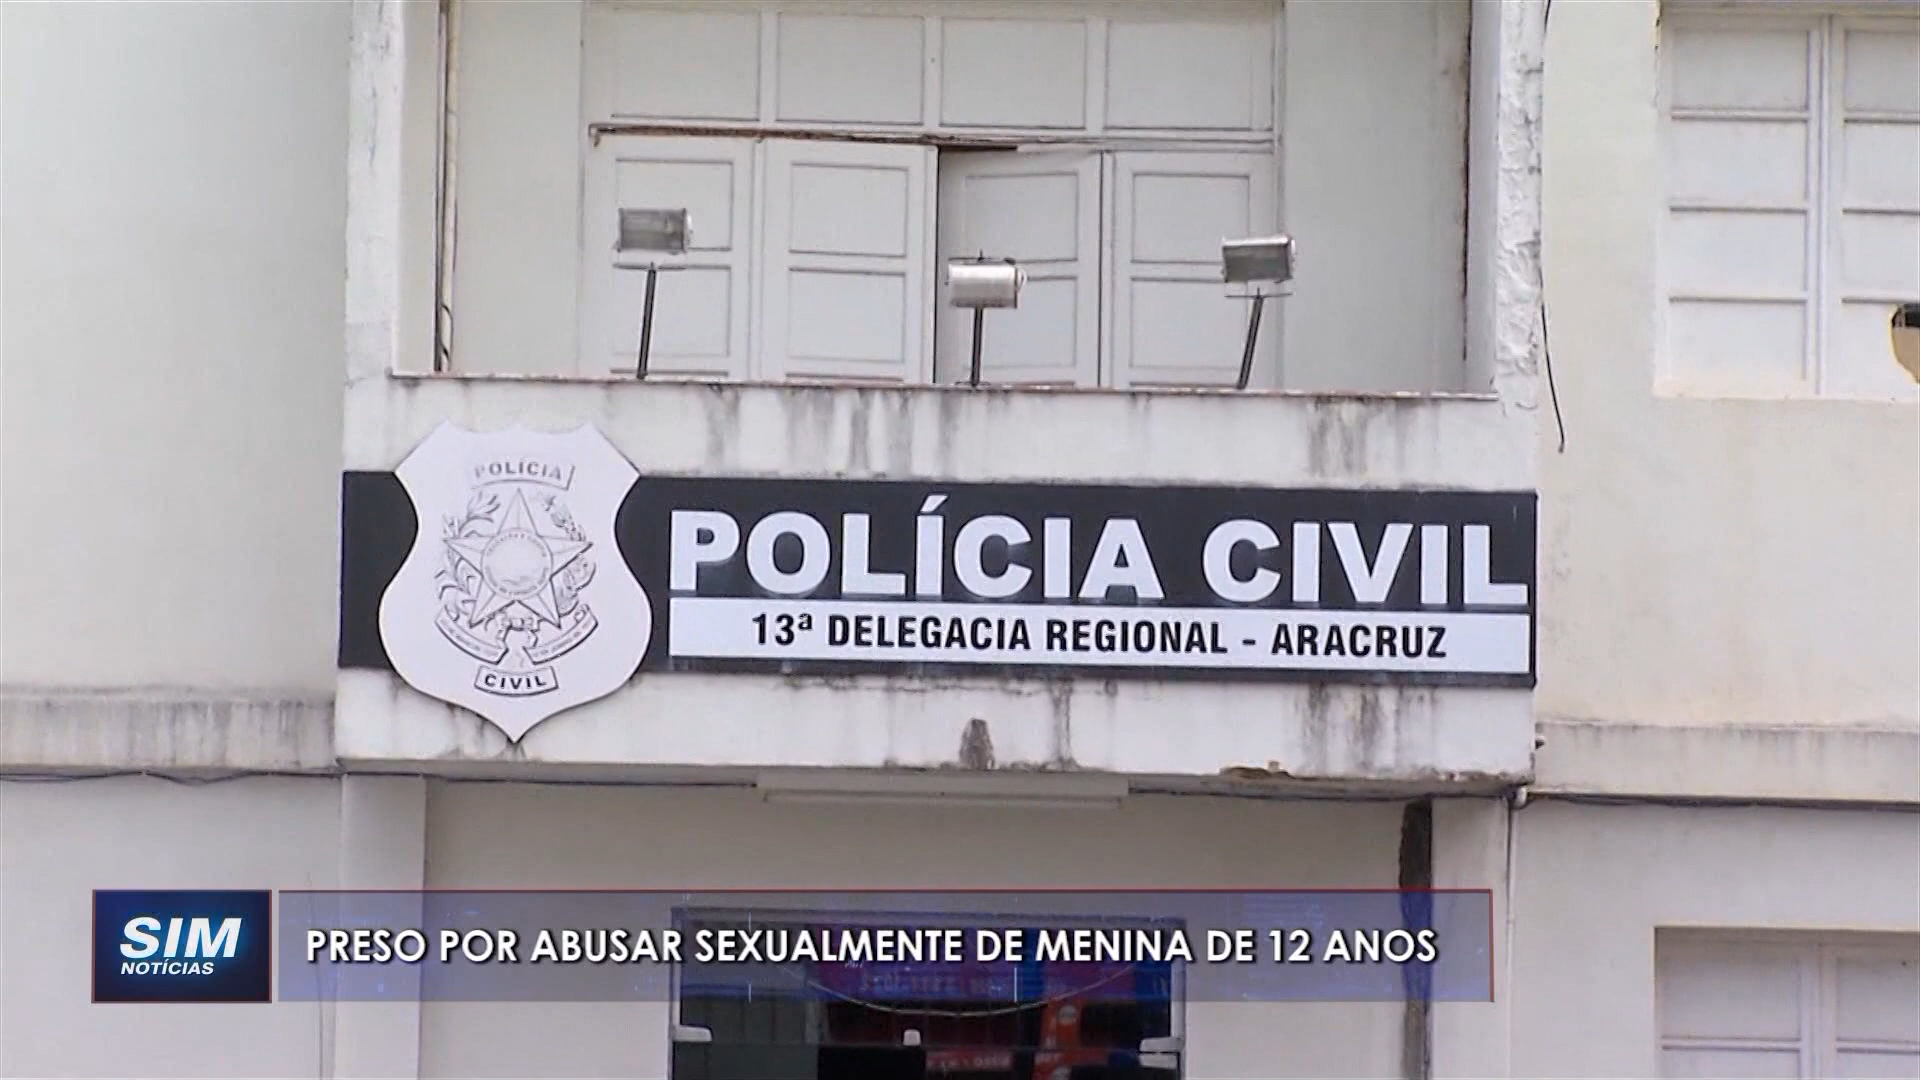 POLÍCIA
CIVIL
POLÍCIA CIVIL
13ª DELEGACIA REGIONAL - ARACRUZ
SIM
NOTÍCIAS
PRESO POR ABUSAR SEXUALMENTE DE MENINA DE 12 ANOS